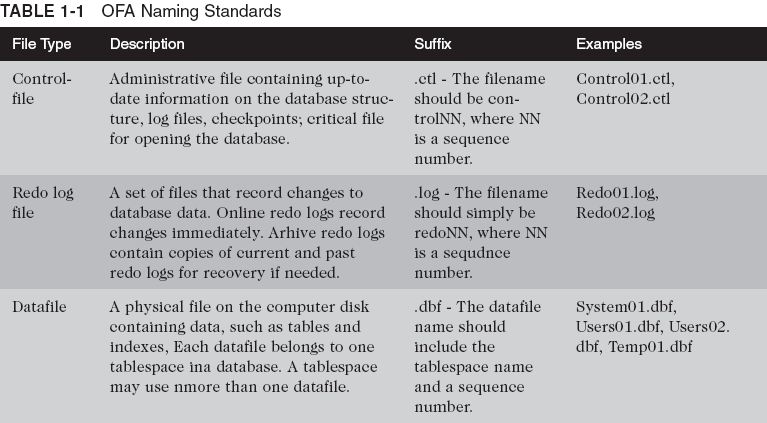 TABLE 1-1 OFA Naming Standards
File Type Description Suffix Examples
Control-
file
Administrative file containing up-to-
date information on the database struc-
ture, log files, checkpoints; critical file
for opening the database.
.ctl - The filename
should be con-
trolNN, where NN
is a sequence
number.
Control01.ctl,
Control02.ctl
Redo log
file
A set of files that record changes to
database data. Online redo logs record
changes immediately. Arhive redo logs
contain copies of current and past
redo logs for recovery if needed.
.log - The filename
should simply be
redoNN, where NN
is a sequdnce
number.
Redo01.log,
Redo02.log
Datafile
A physical file on the computer disk
containing data, such as tables and
indexes, Each datafile belongs to one
tablespace ina database. A tablespace
may use nmore than one datafile.
.dbf - The datafile
name should
include the
tablespace name
and a sequence
number.
System01.dbf,
Users01.dbf, Users02.
dbf, Temp01.dbf